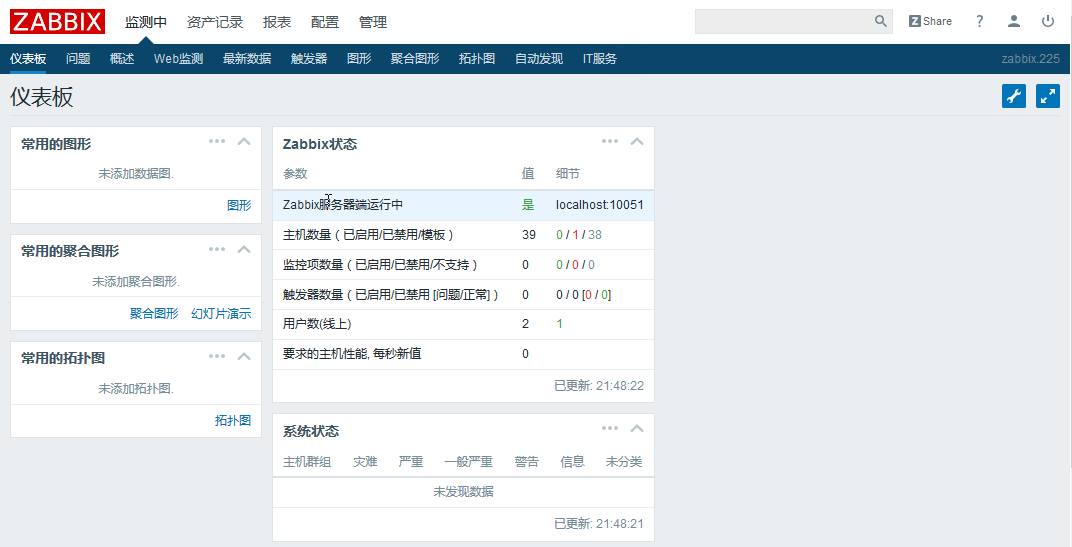 ZABBIX 监测中 资产记录 报表 配置 管理 Z Share ?
仪表板 问题 概述 Web监测 最新数据 触发器 图形 聚合图形 拓扑图 自动发现 IT服务 zabbix.225
仪表板
常用的图形
未添加数据图.
图形
常用的聚合图形
未添加聚合图形.
聚合图形 幻灯片演示
常用的拓扑图
未添加拓扑图.
拓扑图
Zabbix状态
参数 值 细节
Zabbix服务器端运行中 是 localhost:10051
主机数量（已启用/已禁用/模板） 39 0 / 1 / 38
监控项数量（已启用/已禁用/不支持） 0 0 / 0 / 0
触发器数量（已启用/已禁用 [问题/正常]） 0 0 / 0 [0 / 0]
用户数(线上) 2 1
要求的主机性能, 每秒新值 0
已更新: 21:48:22
系统状态
主机群组 灾难 严重 一般严重 警告 信息 未分类
未发现数据
已更新: 21:48:21